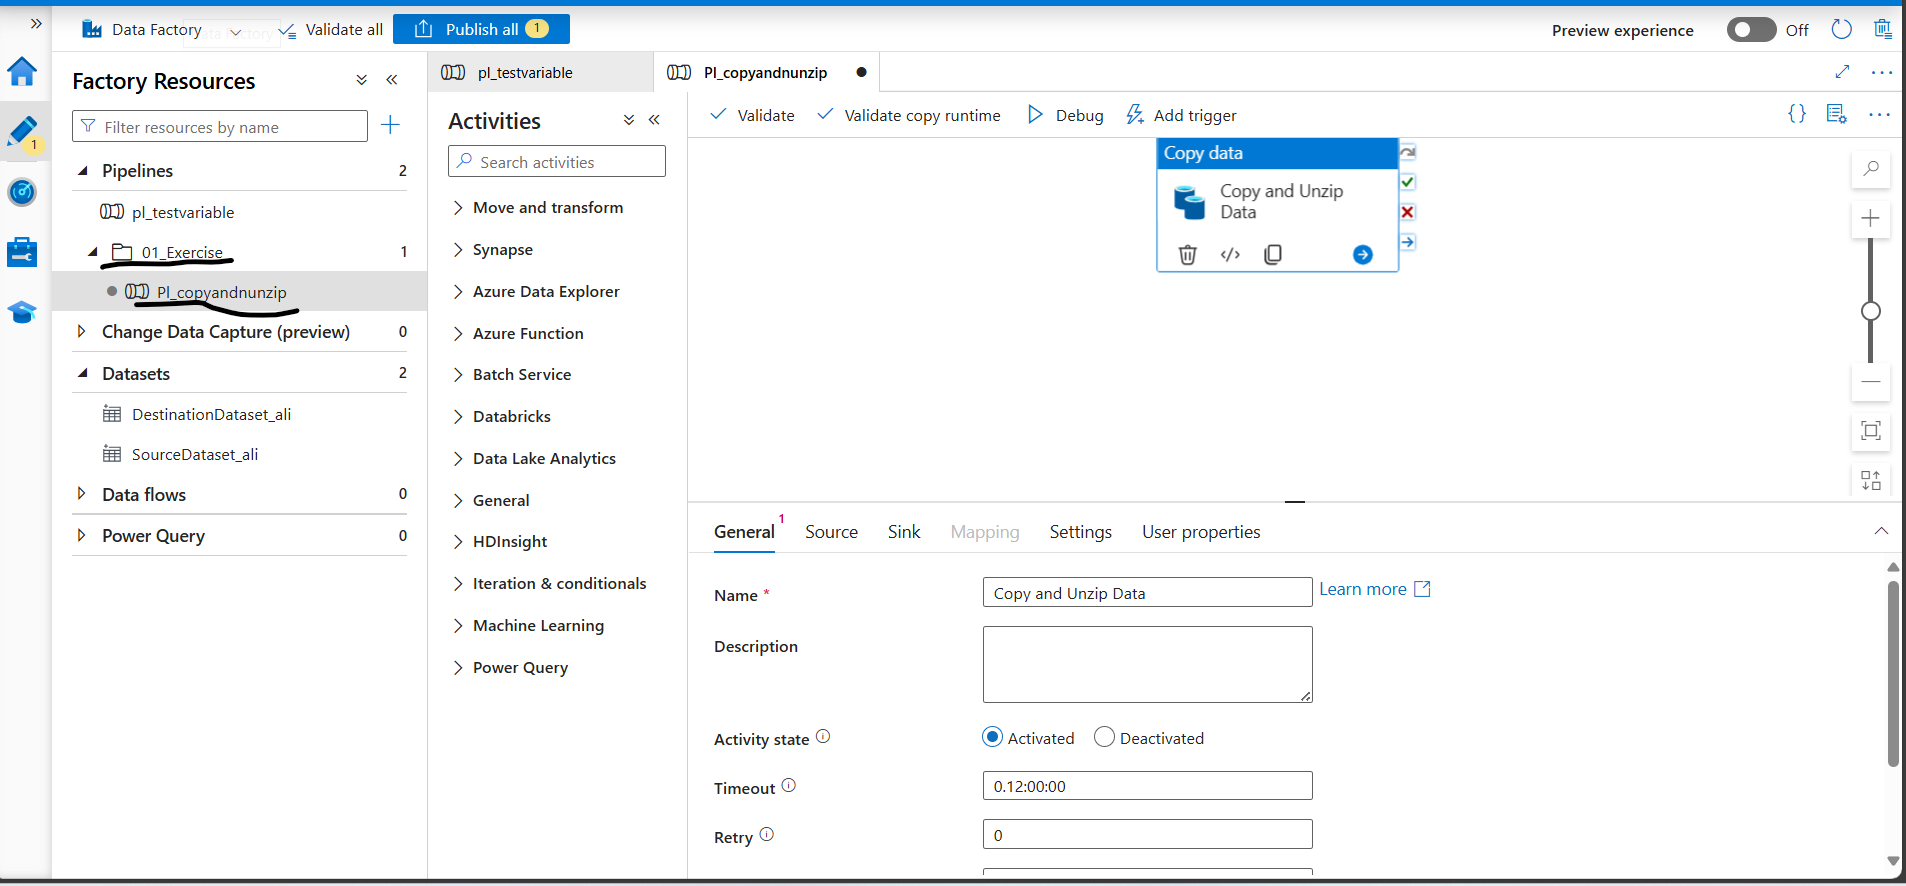 Data Factory
Validate all
Publish all 1
Preview experience
Off
1
Factory Resources
Filter resources by name
Pipelines 2
pl_testvariable
01_Exercise 1
Pl_copyandnunzip
Change Data Capture (preview) 0
Datasets 2
DestinationDataset_ali
SourceDataset_ali
Data flows 0
Power Query 0
pl_testvariable
Pl_copyandnunzip
Activities
Search activities
Move and transform
Synapse
Azure Data Explorer
Azure Function
Batch Service
Databricks
Data Lake Analytics
General
HDInsight
Iteration & conditionals
Machine Learning
Power Query
Validate
Validate copy runtime
Debug
Add trigger
Copy data
Copy and Unzip
Data
General 1
Source
Sink
Mapping
Settings
User properties
Name * Copy and Unzip Data Learn more
Description
Activity state Activated Deactivated
Timeout 0.12:00:00
Retry 0